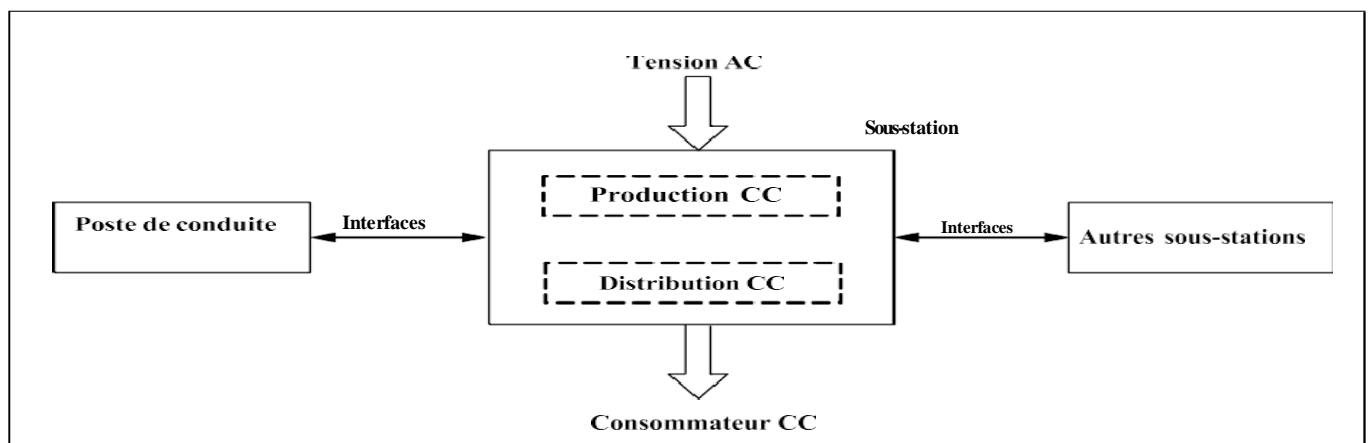 Tension AC
Sous-station
Production CC
Poste de conduite
Interfaces
Interfaces
Autres sous-stations
Distribution CC
Consommateur CC